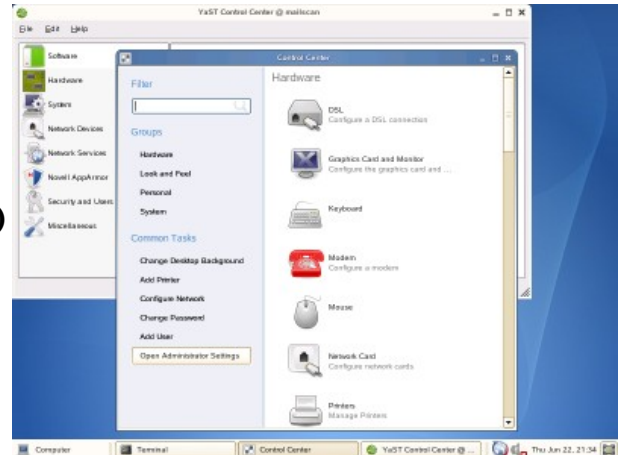 YaST Control Center @ mailscan
File Edit Help
Software
Hardware
System
Network Devices
Network Services
Novell AppArmor
Security and Users
Miscellaneous
Control Center
Filter
Groups
Hardware
Look and Feel
Personal
System
Common Tasks
Change Desktop Background
Add Printer
Configure Network
Change Password
Add User
Open Administrator Settings
Hardware
DSL
Configure a DSL connection
Graphics Card and Monitor
Configure the graphics card and ...
Keyboard
Modem
Configure a modem
Mouse
Network Card
Configure network cards
Printers
Manage Printers
Computer Terminal Control Center YaST Control Center @ ... Thu Jun 22, 21:34